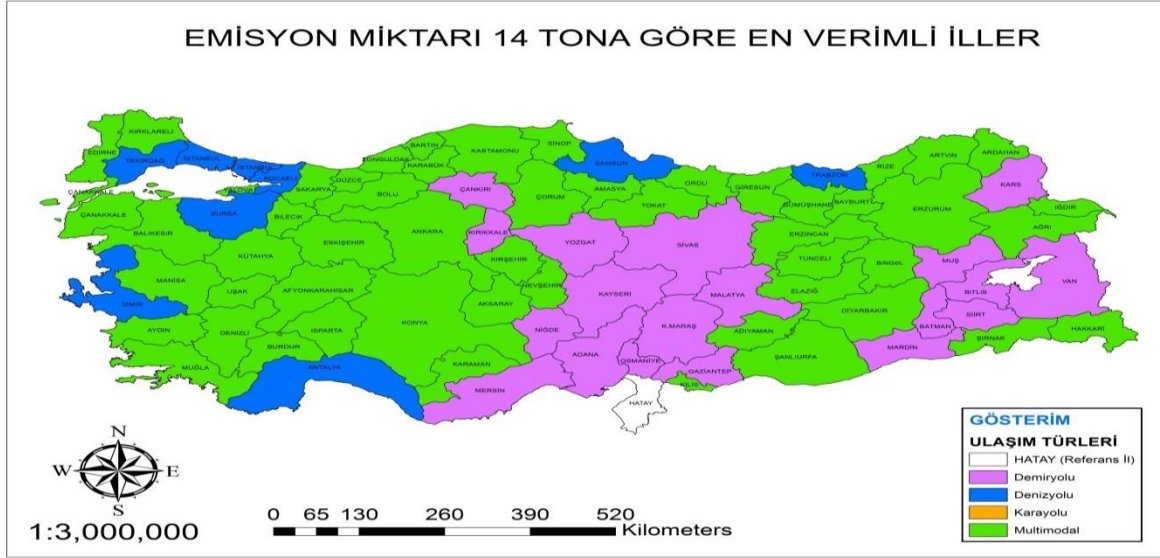 EMİSYON MİKTARI 14 TONA GÖRE EN VERİMLİ İLLER
KIRKLARELİ
EDİRNE
TEKİRDAĞ
İSTANBUL
İSTANBUL
KOCAELİ
YALOVA
SAKARYA
DÜZCE
ZONGULDAK
BARTIN
KARABÜK
KASTAMONU
SİNOP
SAMSUN
ÇANKIRI
BOLU
ÇORUM
AMASYA
ORDU
GİRESUN
TRABZON
RİZE
ARTVİN
ARDAHAN
KARS
IĞDIR
AĞRI
ERZURUM
BAYBURT
GÜMÜŞHANE
TOKAT
ÇANAKKALE
ÇANAKKALE
BALIKESİR
BURSA
BİLECİK
ESKİŞEHİR
ANKARA
KIRIKKALE
YOZGAT
SİVAS
ERZİNCAN
TUNCELİ
BİNGÖL
MUŞ
BİTLİS
VAN
KÜTAHYA
MANİSA
UŞAK
AFYONKARAHİSAR
KIRŞEHİR
NEVŞEHİR
KAYSERİ
MALATYA
ELAZIĞ
DİYARBAKIR
BATMAN
SİİRT
HAKKARİ
ŞIRNAK
MARDİN
İZMİR
AYDIN
DENİZLİ
ISPARTA
BURDUR
KONYA
AKSARAY
NİĞDE
K.MARAŞ
ADIYAMAN
ŞANLIURFA
MUĞLA
ANTALYA
KARAMAN
MERSİN
ADANA
OSMANİYE
GAZİANTEP
KİLİS
HATAY
GÖSTERİM
ULAŞIM TÜRLERİ
HATAY (Referans İl)
Demiryolu
Denizyolu
Karayolu
Multimodal
N
W
E
S
1:3,000,000
0 65 130 260 390 520
Kilometers